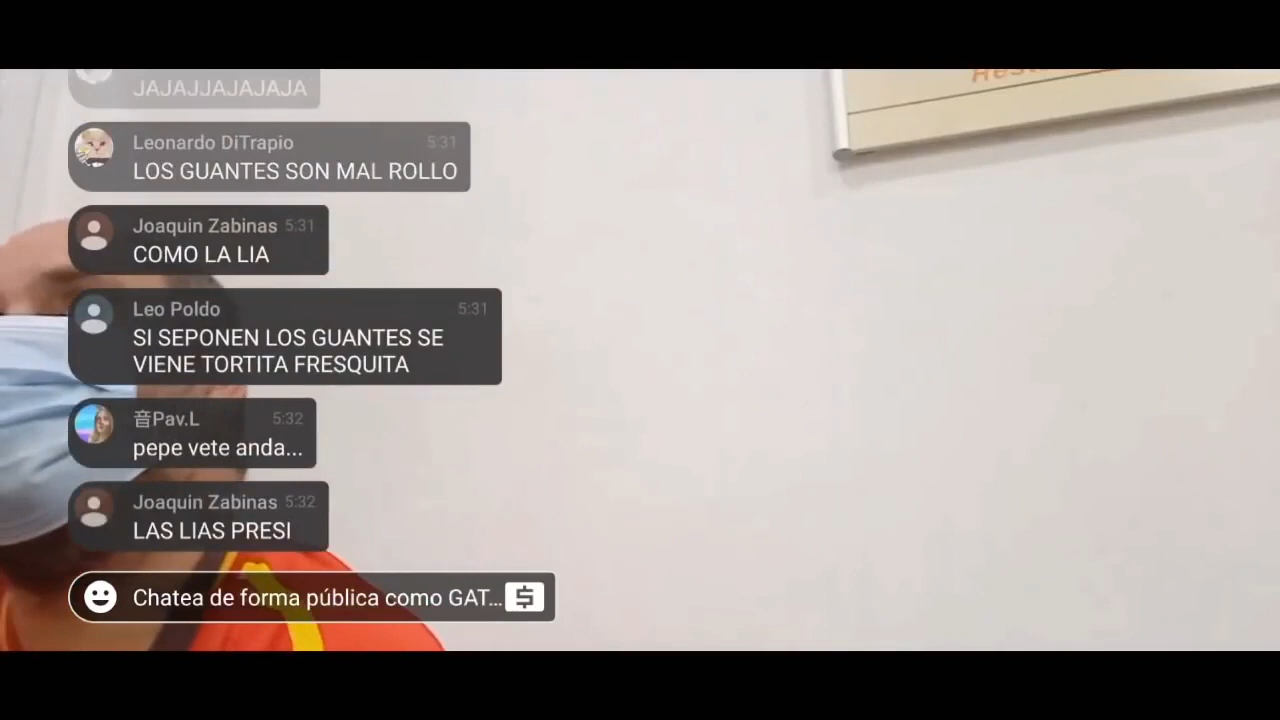 JAJAJJAJAJAJA
Leonardo DiTrapio 5:31
LOS GUANTES SON MAL ROLLO
Joaquin Zabinas 5:31
COMO LA LIA
Leo Poldo 5:31
SI SEPONEN LOS GUANTES SE
VIENE TORTITA FRESQUITA
音Pav.L 5:32
pepe vete anda...
Joaquin Zabinas 5:32
LAS LIAS PRESI
Chatea de forma pública como GAT...